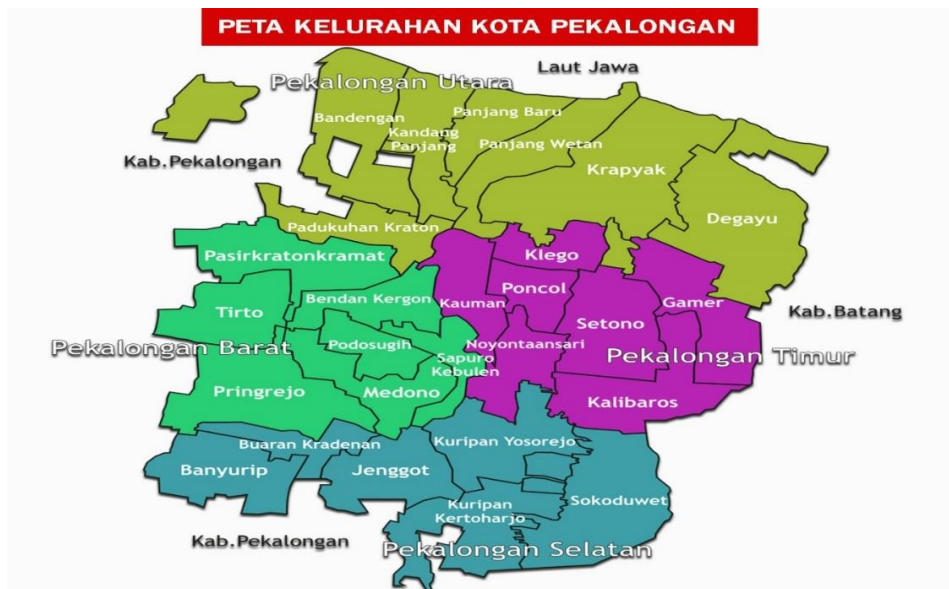 PETA KELURAHAN KOTA PEKALONGAN
Laut Jawa
Pekalongan Utara
Bandengan
Kandang
Panjang
Panjang Baru
Panjang Wetan
Kab.Pekalongan
Krapyak
Degayu
Padukuhan Kraton
Pasirkratonkramat
Klego
Poncol
Bendan Kergon
Kauman
Gamer
Tirto
Setono
Kab.Batang
Podosugih
Noyontaansari
Pekalongan Barat
Sapuro
Kebulen
Pekalongan Timur
Pringrejo
Medono
Kalibaros
Buaran Kradenan
Kuripan Yosorejo
Banyurip
Jenggot
Kuripan
Kertoharjo
Sokoduwet
Kab.Pekalongan
Pekalongan Selatan